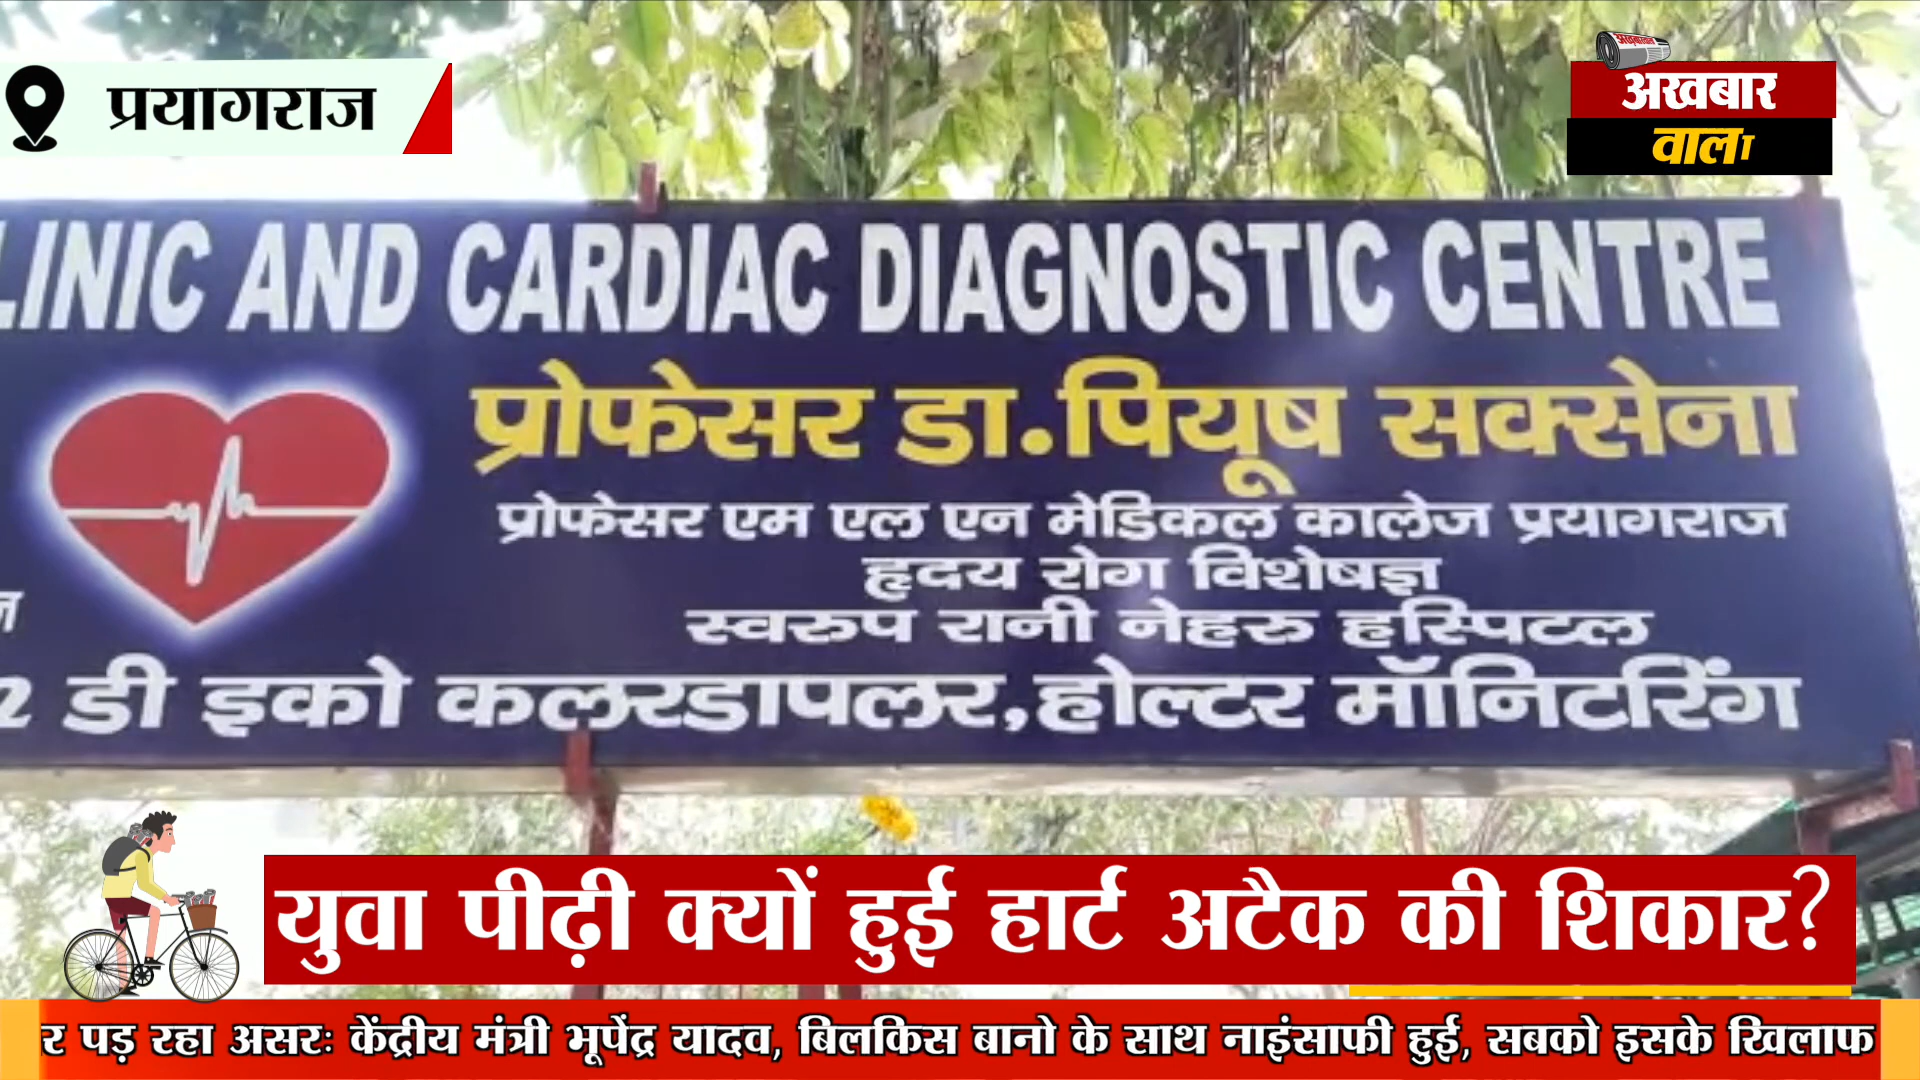 प्रयागराज
अखबार
वाला
LINIC AND CARDIAC DIAGNOSTIC CENTRE
प्रोफेसर डा.पियूष सक्सेना
प्रोफेसर एम एल एन मेडिकल कालेज प्रयागराज
हृदय रोग विशेषज्ञ
स्वरुप रानी नेहरु हस्पिटल
2 डी इको कलरडापलर,होल्टर मॉनिटरिंग
युवा पीढ़ी क्यों हुई हार्ट अटैक की शिकार?
र पड़ रहा असरः केंद्रीय मंत्री भूपेंद्र यादव, बिलकिस बानो के साथ नाइंसाफी हुई, सबको इसके खिलाफ